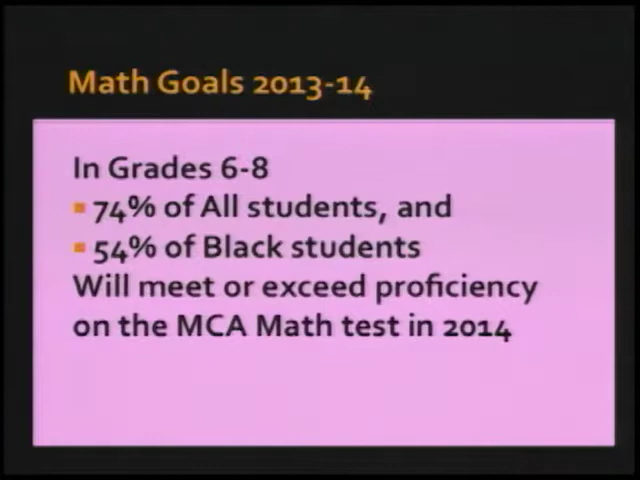 Math Goals 2013-14
In Grades 6-8
▪ 74% of All students, and
▪ 54% of Black students
Will meet or exceed proficiency
on the MCA Math test in 2014